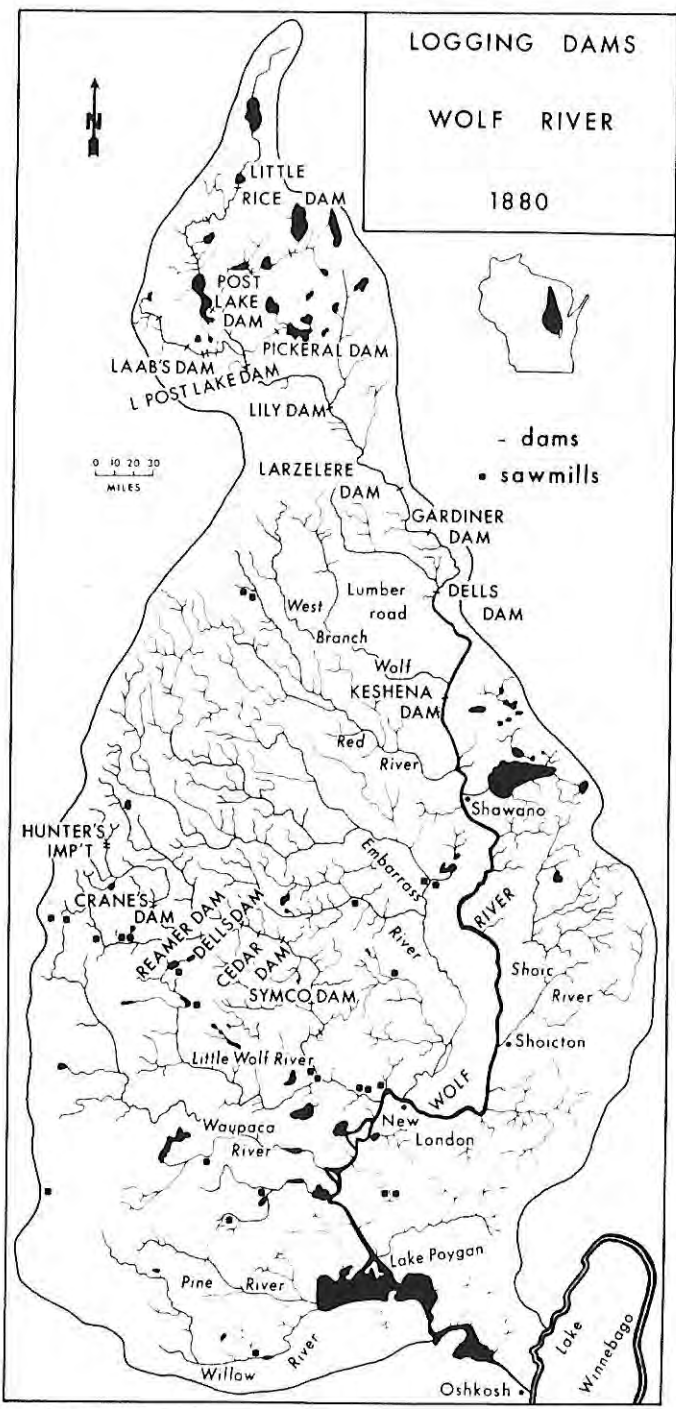 LOGGING DAMS
WOLF RIVER
1880
N
LITTLE
RICE DAM
POST
LAKE
DAM
PICKERAL DAM
LAAB'S DAM
L POST LAKE DAM
LILY DAM
- dams
▪ sawmills
0 10 20 30
MILES
LARZELERE
DAM
GARDINER
DAM
DELLS
DAM
Lumber
road
West
Branch
Wolf
KESHENA
DAM
Red
River
Shawano
HUNTER'S
IMP'T
Embarrass
River
CRANE'S
DAM
REAMER DAM
DELLS DAM
CEDAR
DAM
SYMCO DAM
RIVER
Shoic
River
Shoicton
Little Wolf River
WOLF
New
London
Waupaca
River
Lake Poygan
Pine River
Willow River
Lake
Winnebago
Oshkosh